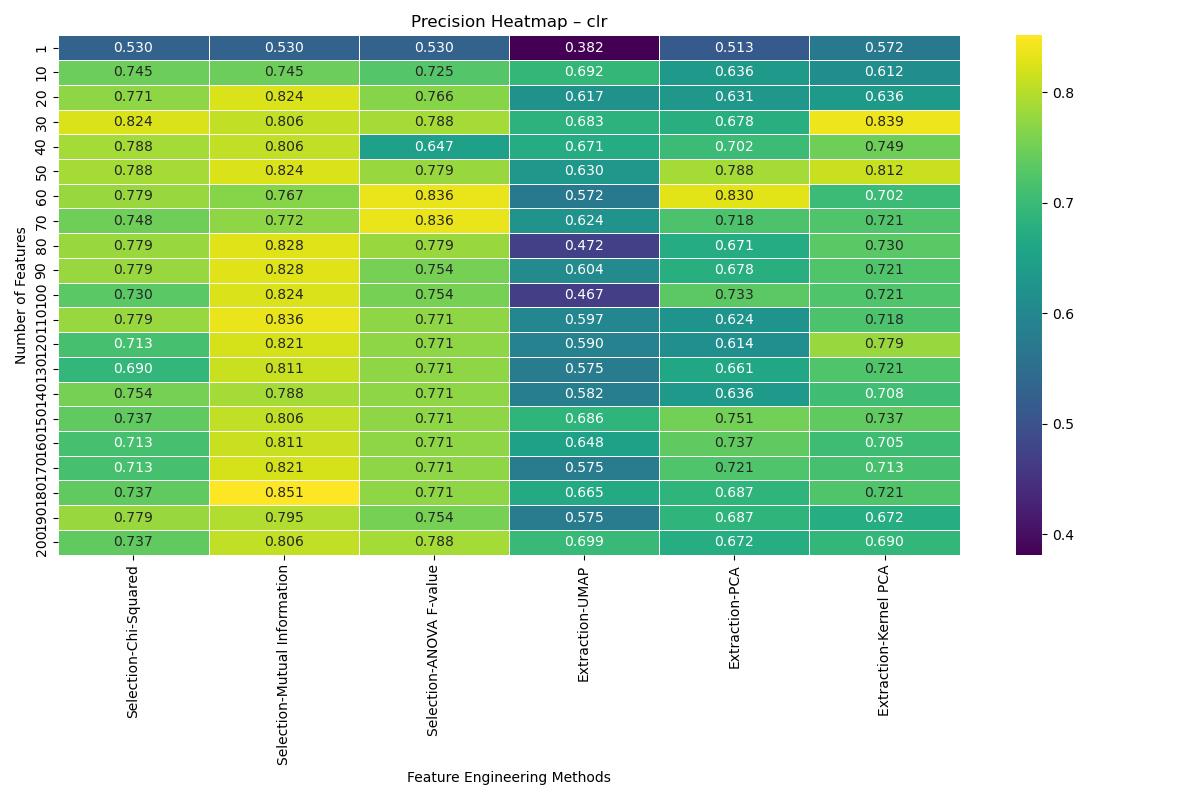 Precision Heatmap – clr
Number of Features
1 0.530 0.530 0.530 0.382 0.513 0.572
10 0.745 0.745 0.725 0.692 0.636 0.612
20 0.771 0.824 0.766 0.617 0.631 0.636
30 0.824 0.806 0.788 0.683 0.678 0.839
40 0.788 0.806 0.647 0.671 0.702 0.749
50 0.788 0.824 0.779 0.630 0.788 0.812
60 0.779 0.767 0.836 0.572 0.830 0.702
70 0.748 0.772 0.836 0.624 0.718 0.721
80 0.779 0.828 0.779 0.472 0.671 0.730
90 0.779 0.828 0.754 0.604 0.678 0.721
100 0.730 0.824 0.754 0.467 0.733 0.721
110 0.779 0.836 0.771 0.597 0.624 0.718
120 0.713 0.821 0.771 0.590 0.614 0.779
130 0.690 0.811 0.771 0.575 0.661 0.721
140 0.754 0.788 0.771 0.582 0.636 0.708
150 0.737 0.806 0.771 0.686 0.751 0.737
160 0.713 0.811 0.771 0.648 0.737 0.705
170 0.713 0.821 0.771 0.575 0.721 0.713
180 0.737 0.851 0.771 0.665 0.687 0.721
190 0.779 0.795 0.754 0.575 0.687 0.672
200 0.737 0.806 0.788 0.699 0.672 0.690
Selection-Chi-Squared
Selection-Mutual Information
Selection-ANOVA F-value
Extraction-UMAP
Extraction-PCA
Extraction-Kernel PCA
Feature Engineering Methods
0.8
0.7
0.6
0.5
0.4